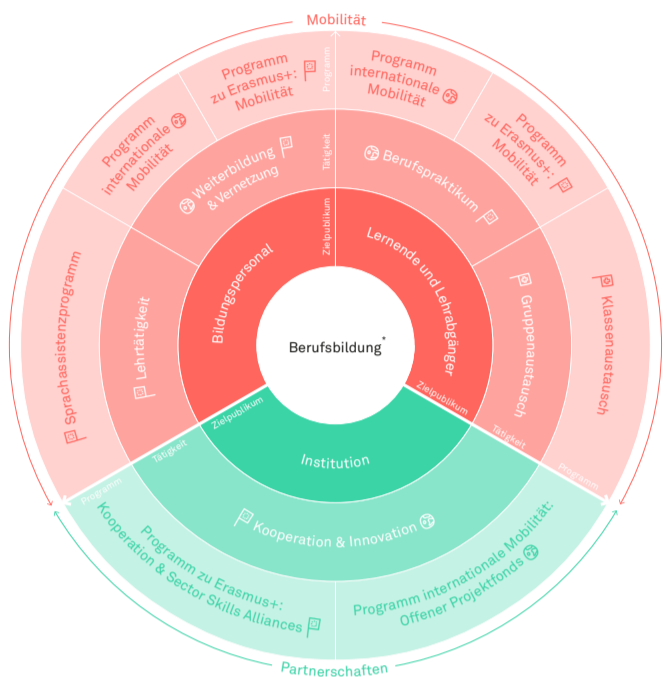 Mobilität
Programm
zu Erasmus+:
Mobilität
Programm
Programm
internationale
Mobilität
Programm
internationale
Mobilität
Programm
zu Erasmus+:
Mobilität
Weiterbildung
& Vernetzung
Tätigkeit
Berufspraktikum
Zielpublikum
Bildungspersonal
Lernende und Lehrabgänger
Sprachassistenzprogramm
Lehrtätigkeit
Berufsbildung*
Gruppenaustausch
Klassenaustausch
Zielpublikum
Zielpublikum
Tätigkeit
Tätigkeit
Programm
Programm
Institution
Kooperation & Innovation
Programm zu Erasmus+:
Kooperation & Sector Skills Alliances
Programm internationale Mobilität:
Offener Projektfonds
Partnerschaften